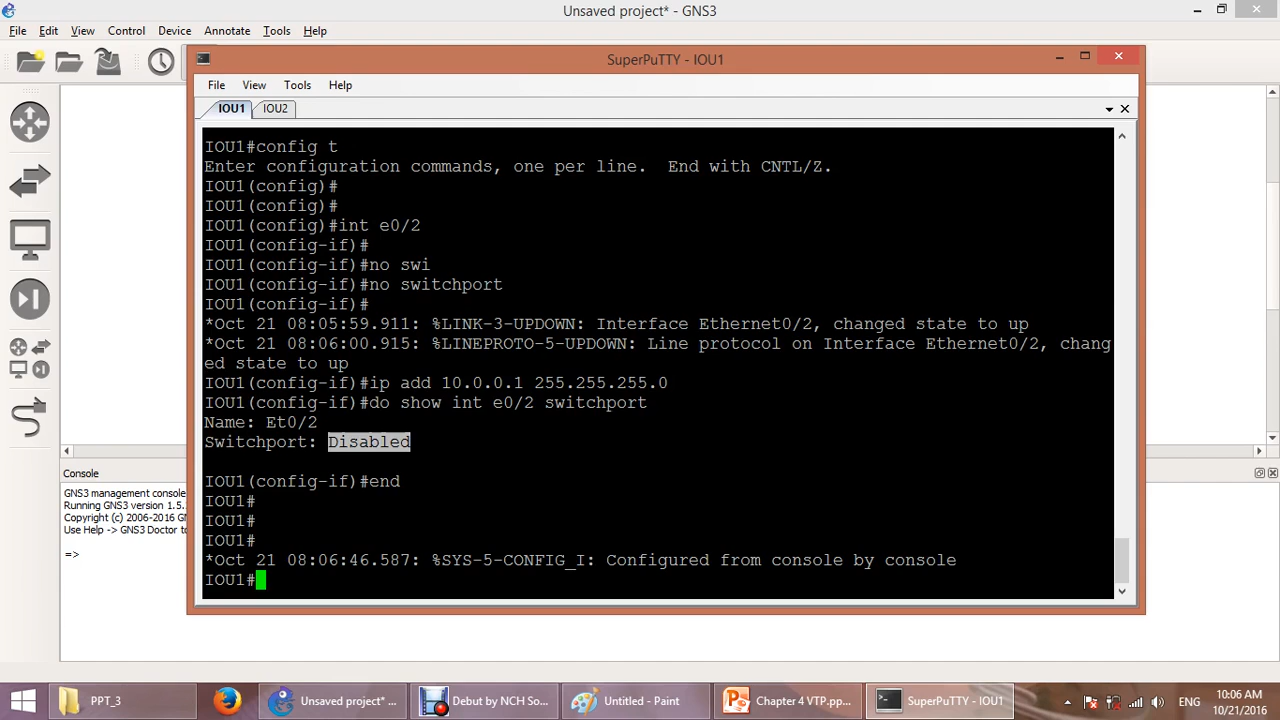 Unsaved project* - GNS3
File Edit View Control Device Annotate Tools Help
SuperPuTTY - IOU1
File View Tools Help
IOU1 IOU2
IOU1#config t
Enter configuration commands, one per line.  End with CNTL/Z.
IOU1(config)#
IOU1(config)#
IOU1(config)#int e0/2
IOU1(config-if)#
IOU1(config-if)#no swi
IOU1(config-if)#no switchport
IOU1(config-if)#
*Oct 21 08:05:59.911: %LINK-3-UPDOWN: Interface Ethernet0/2, changed state to up
*Oct 21 08:06:00.915: %LINEPROTO-5-UPDOWN: Line protocol on Interface Ethernet0/2, chang
ed state to up
IOU1(config-if)#ip add 10.0.0.1 255.255.255.0
IOU1(config-if)#do show int e0/2 switchport
Name: Et0/2
Switchport: Disabled
IOU1(config-if)#end
IOU1#
IOU1#
IOU1#
*Oct 21 08:06:46.587: %SYS-5-CONFIG_I: Configured from console by console
IOU1#
Console
GNS3 management console
Running GNS3 version 1.5.
Copyright (c) 2006-2016 GN
Use Help -> GNS3 Doctor to
=>
PPT_3
Unsaved project* ...
Debut by NCH So...
Untitled - Paint
Chapter 4 VTP.pp...
SuperPuTTY - IOU1
ENG
10:06 AM
10/21/2016